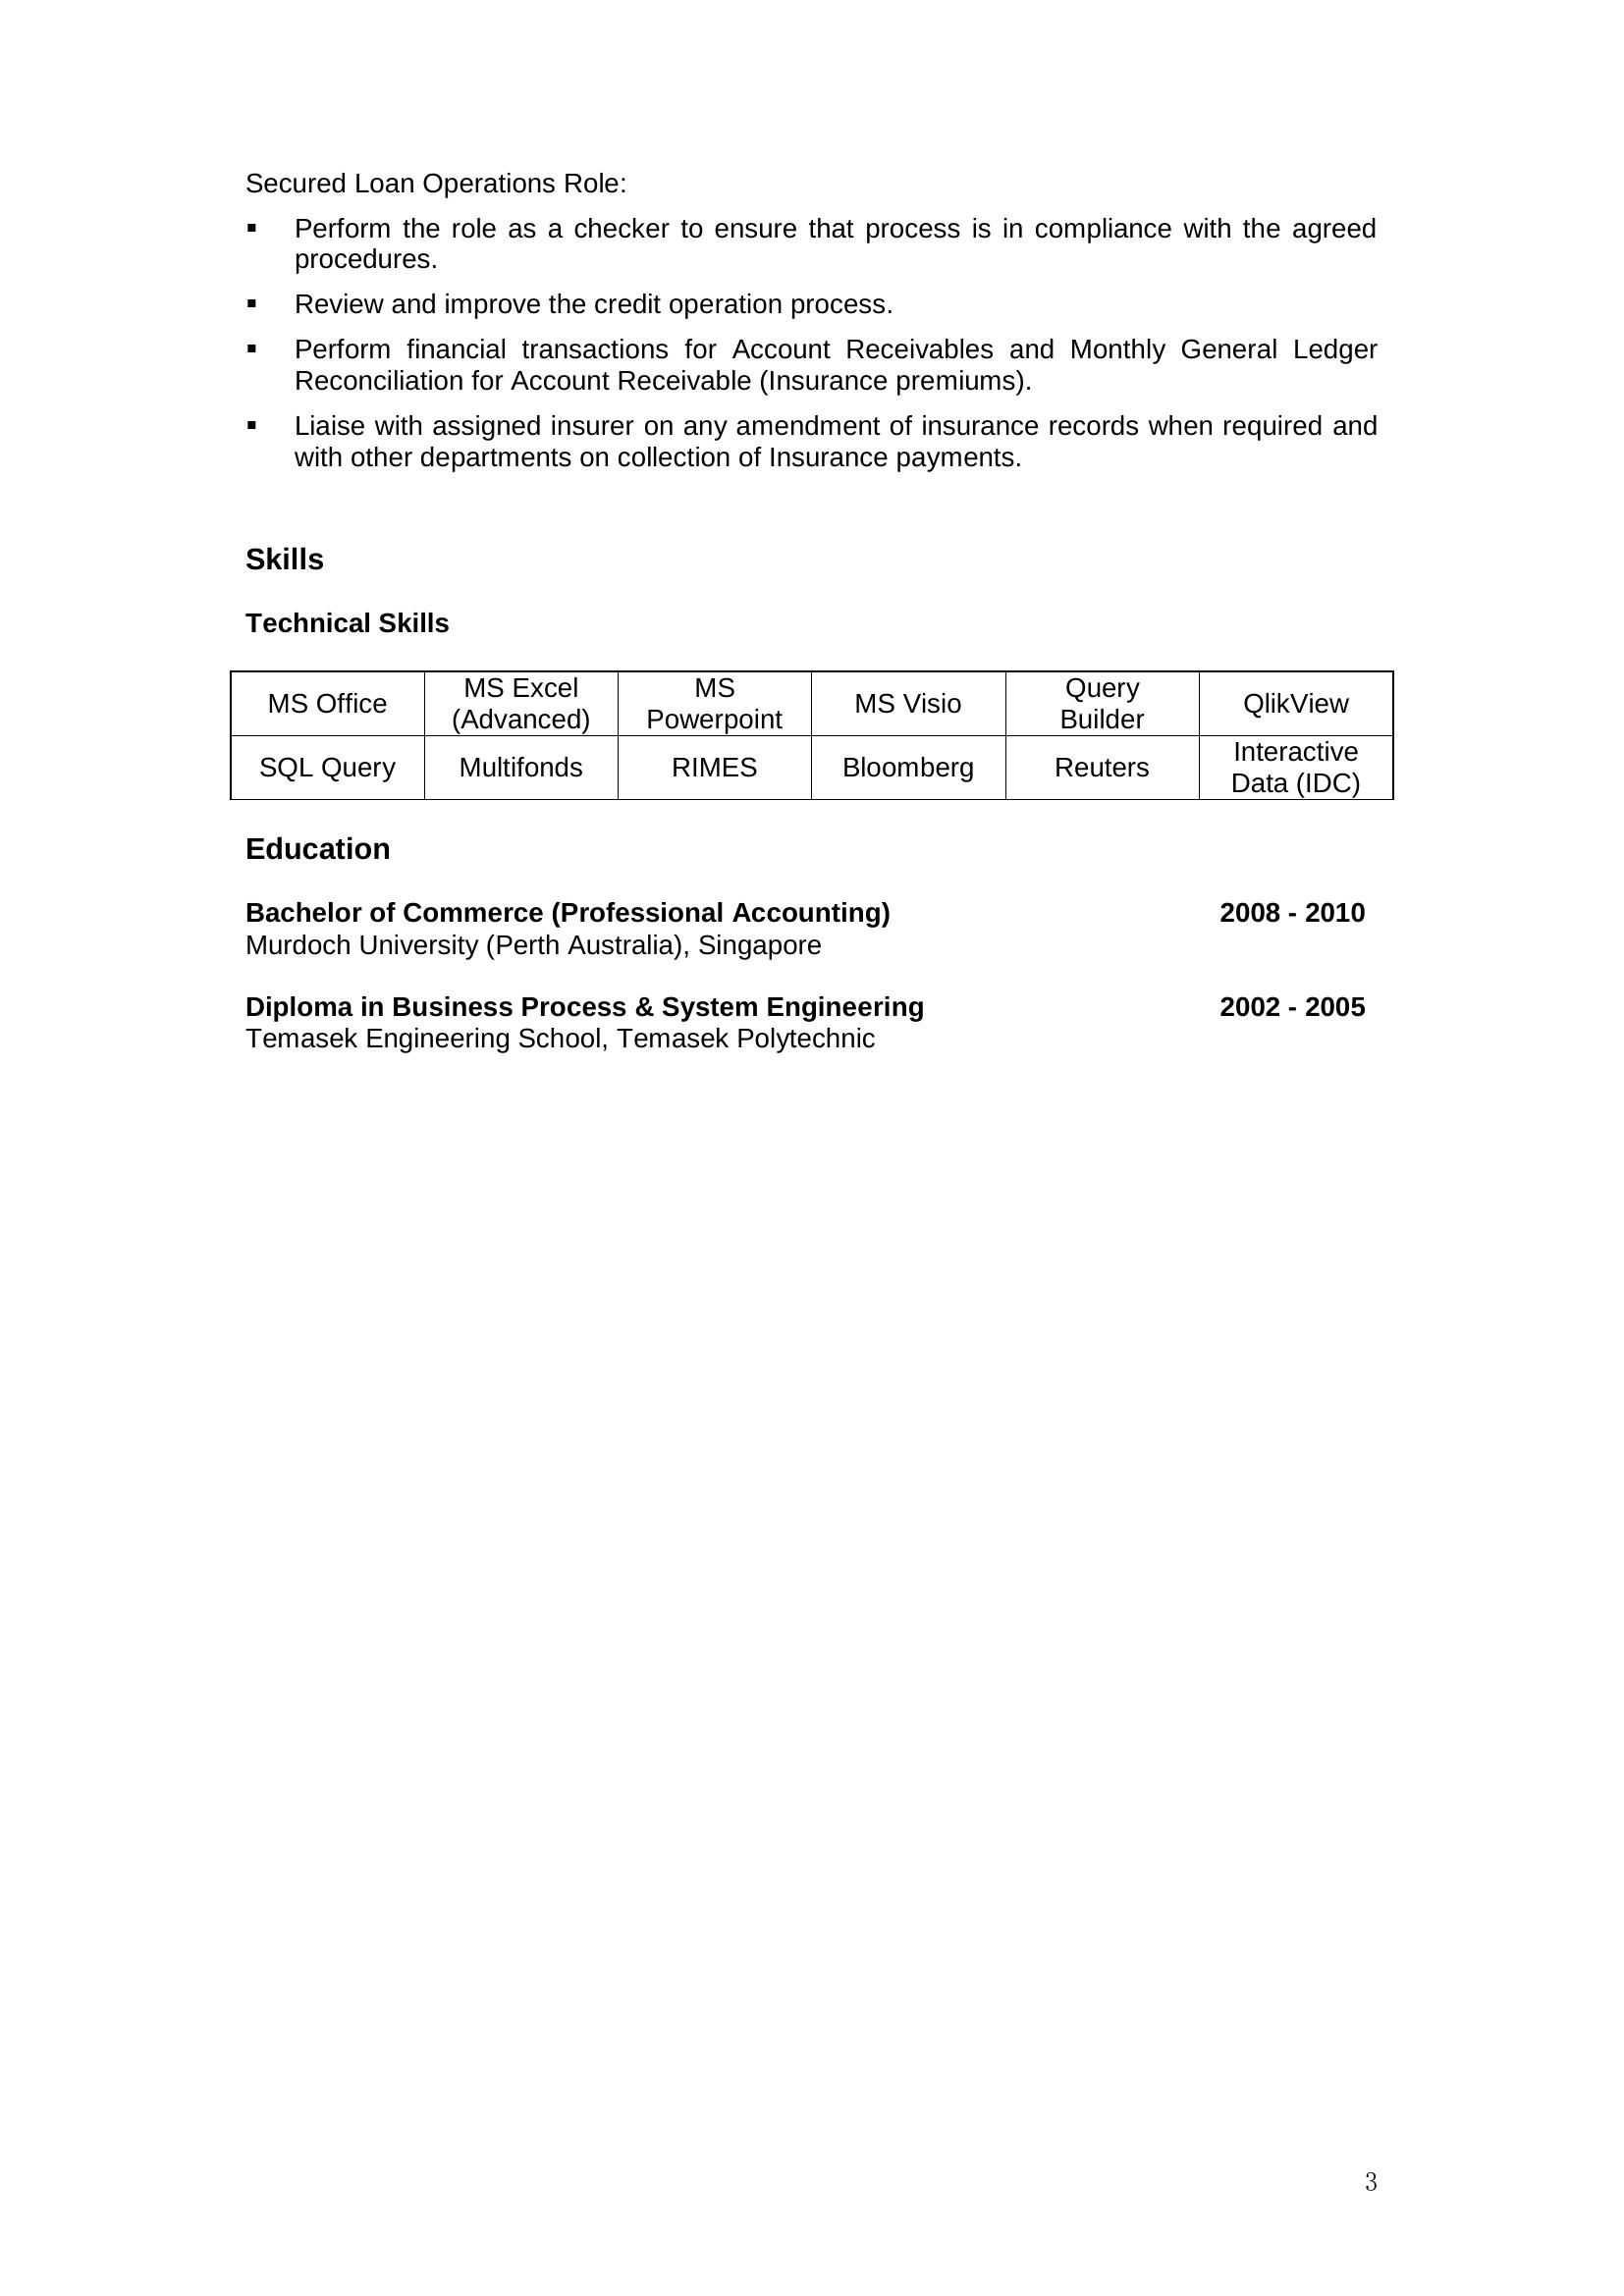 Secured Loan Operations Role:
▪ Perform the role as a checker to ensure that process is in compliance with the agreed
procedures.
▪ Review and improve the credit operation process.
▪ Perform financial transactions for Account Receivables and Monthly General Ledger
Reconciliation for Account Receivable (Insurance premiums).
▪ Liaise with assigned insurer on any amendment of insurance records when required and
with other departments on collection of Insurance payments.
Skills
Technical Skills
MS Office
MS Excel
(Advanced)
MS
Powerpoint
MS Visio
Query
Builder
QlikView
SQL Query
Multifonds
RIMES
Bloomberg
Reuters
Interactive
Data (IDC)
Education
Bachelor of Commerce (Professional Accounting) 2008 - 2010
Murdoch University (Perth Australia), Singapore
Diploma in Business Process & System Engineering 2002 - 2005
Temasek Engineering School, Temasek Polytechnic
3